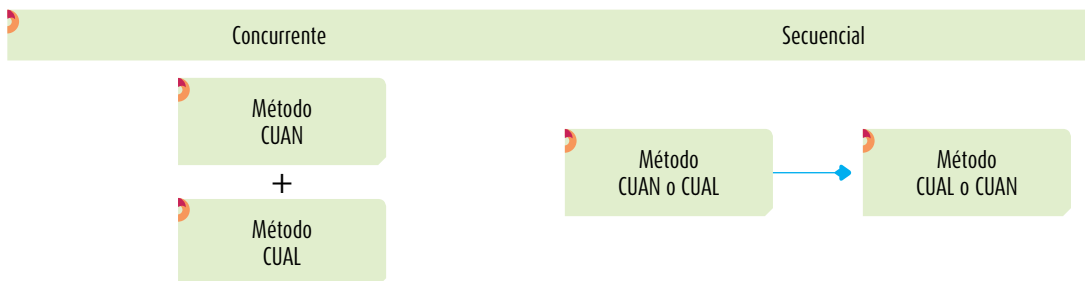 Concurrente
Secuencial
Método
CUAN
+
Método
CUAL
Método
CUAN o CUAL
Método
CUAL o CUAN